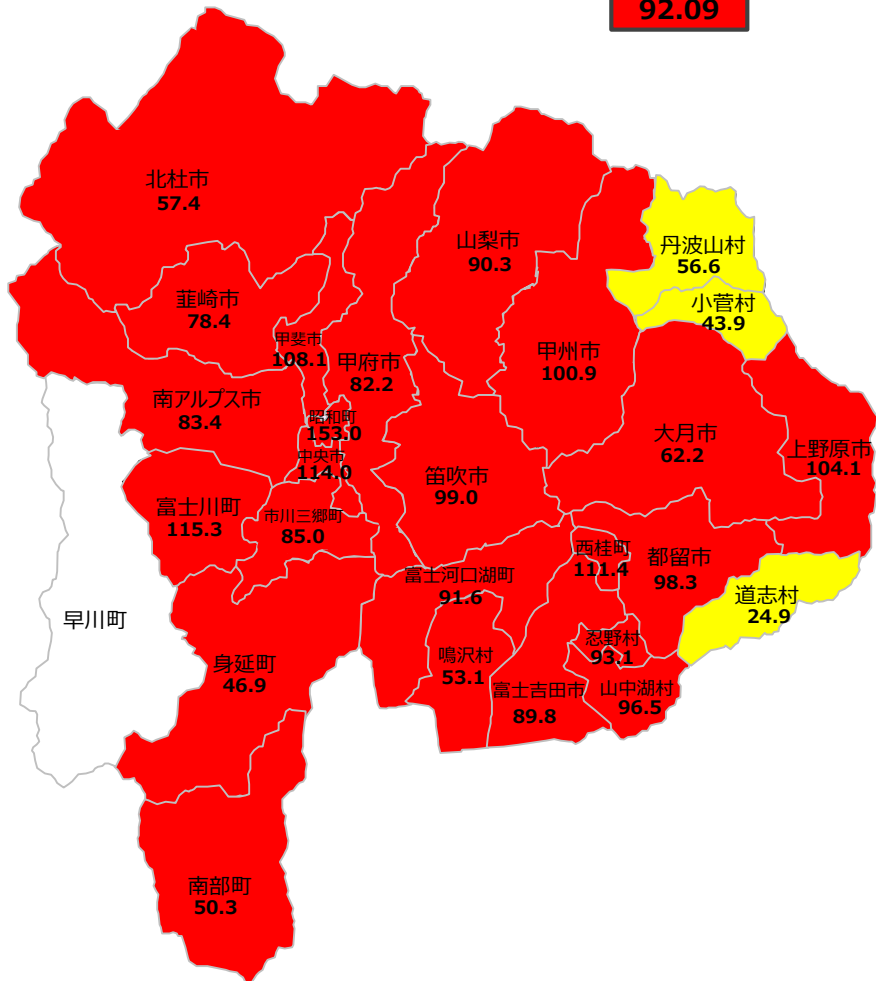 92.09
北杜市
57.4
山梨市
90.3
丹波山村
56.6
小菅村
43.9
韮崎市
78.4
甲斐市
108.1
甲府市
82.2
甲州市
100.9
南アルプス市
83.4
昭和町
153.0
中央市
114.0
笛吹市
99.0
大月市
62.2
上野原市
104.1
富士川町
115.3
市川三郷町
85.0
西桂町
111.4
都留市
98.3
富士河口湖町
91.6
道志村
24.9
早川町
身延町
46.9
鳴沢村
53.1
忍野村
93.1
富士吉田市
89.8
山中湖村
96.5
南部町
50.3